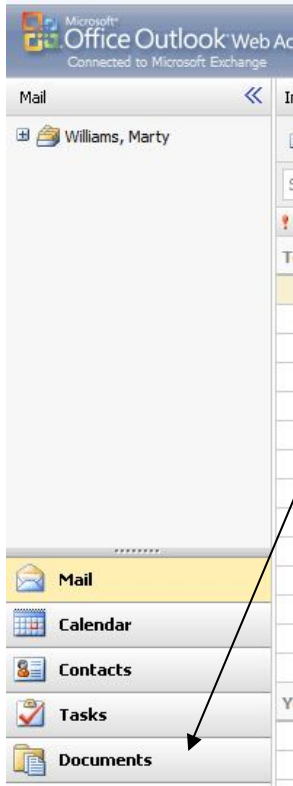 Microsoft®
Office Outlook Web Ac
Connected to Microsoft Exchange
Mail
Williams, Marty
Mail
Calendar
Contacts
Tasks
Documents